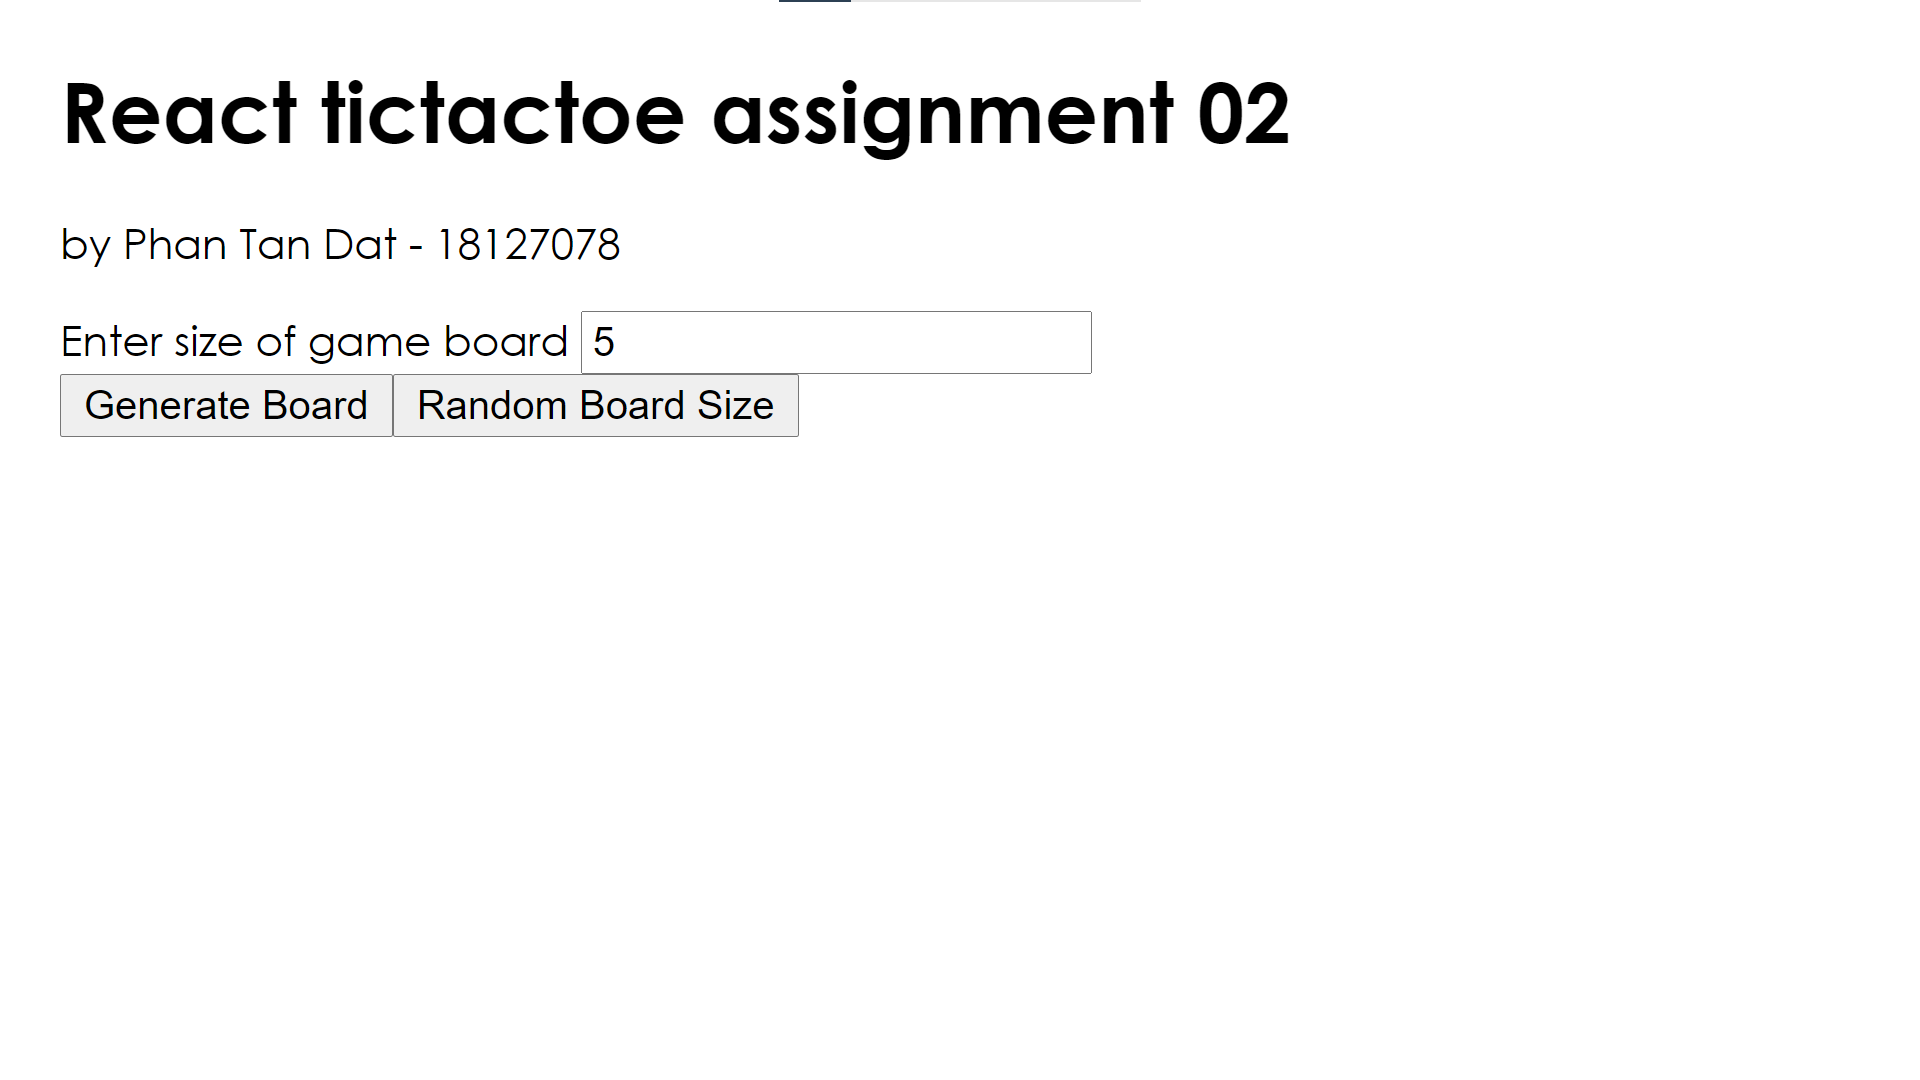 React tictactoe assignment 02
by Phan Tan Dat - 18127078
Enter size of game board 5
Generate Board Random Board Size